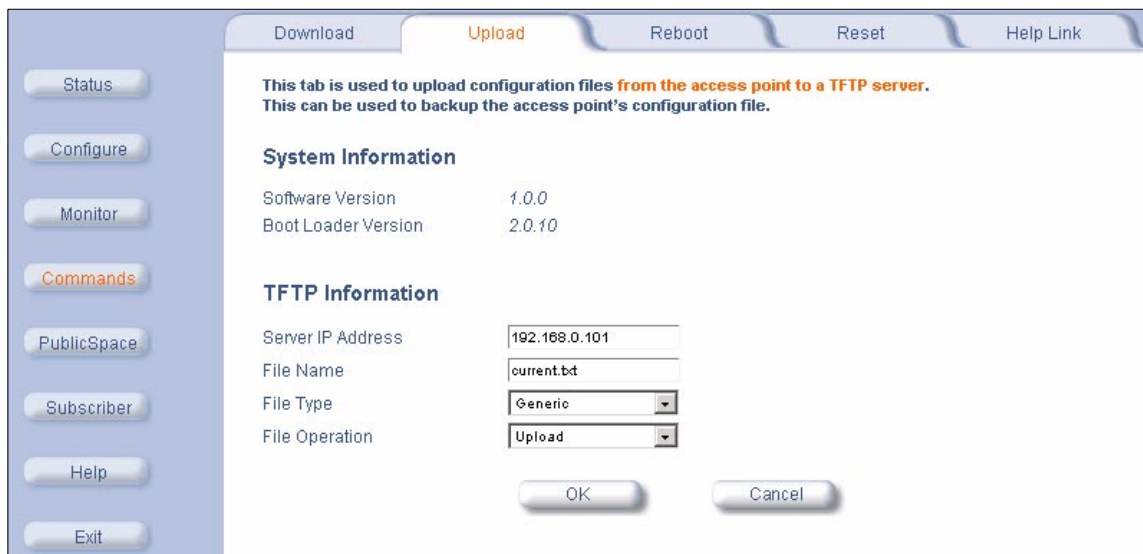 Download Upload Reboot Reset Help Link
Status
Configure
Monitor
Commands
PublicSpace
Subscriber
Help
Exit
This tab is used to upload configuration files from the access point to a TFTP server.
This can be used to backup the access point's configuration file.
System Information
Software Version 1.0.0
Boot Loader Version 2.0.10
TFTP Information
Server IP Address 192.168.0.101
File Name current.txt
File Type Generic
File Operation Upload
OK Cancel